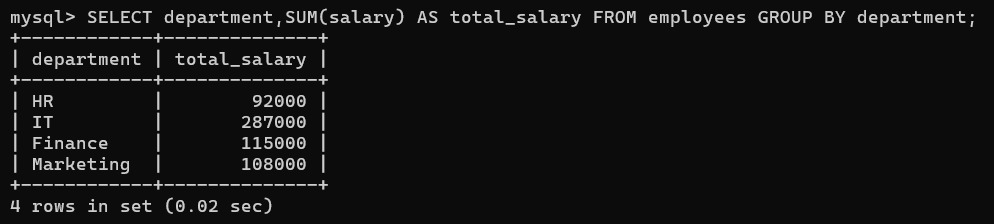 mysql> SELECT department,SUM(salary) AS total_salary FROM employees GROUP BY department;
+------------+--------------+
| department | total_salary |
+------------+--------------+
| HR         |        92000 |
| IT         |       287000 |
| Finance    |       115000 |
| Marketing  |       108000 |
+------------+--------------+
4 rows in set (0.02 sec)